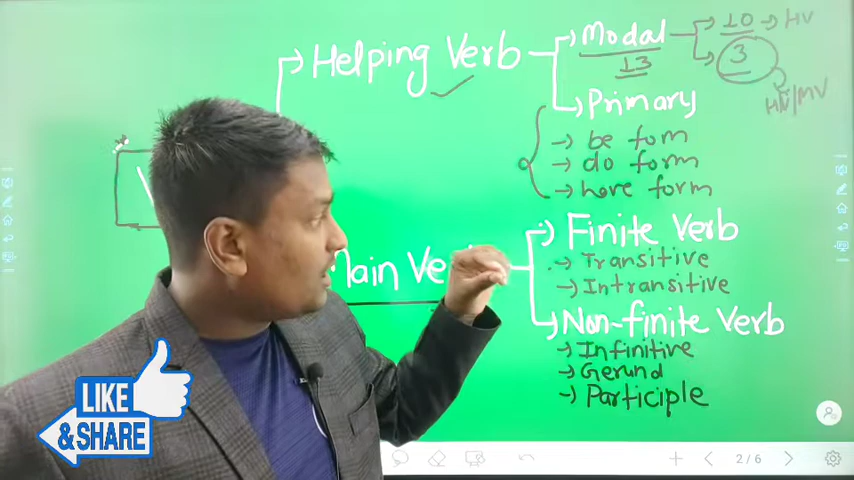 Helping Verb
Modal
13
10 → HV
3
HV/MV
Primary
→ be form
→ do form
→ have form
Main Ve
Finite Verb
→ Transitive
→ Intransitive
Non-finite Verb
→ Infinitive
→ Gerund
→ Participle
LIKE
& SHARE
2/6